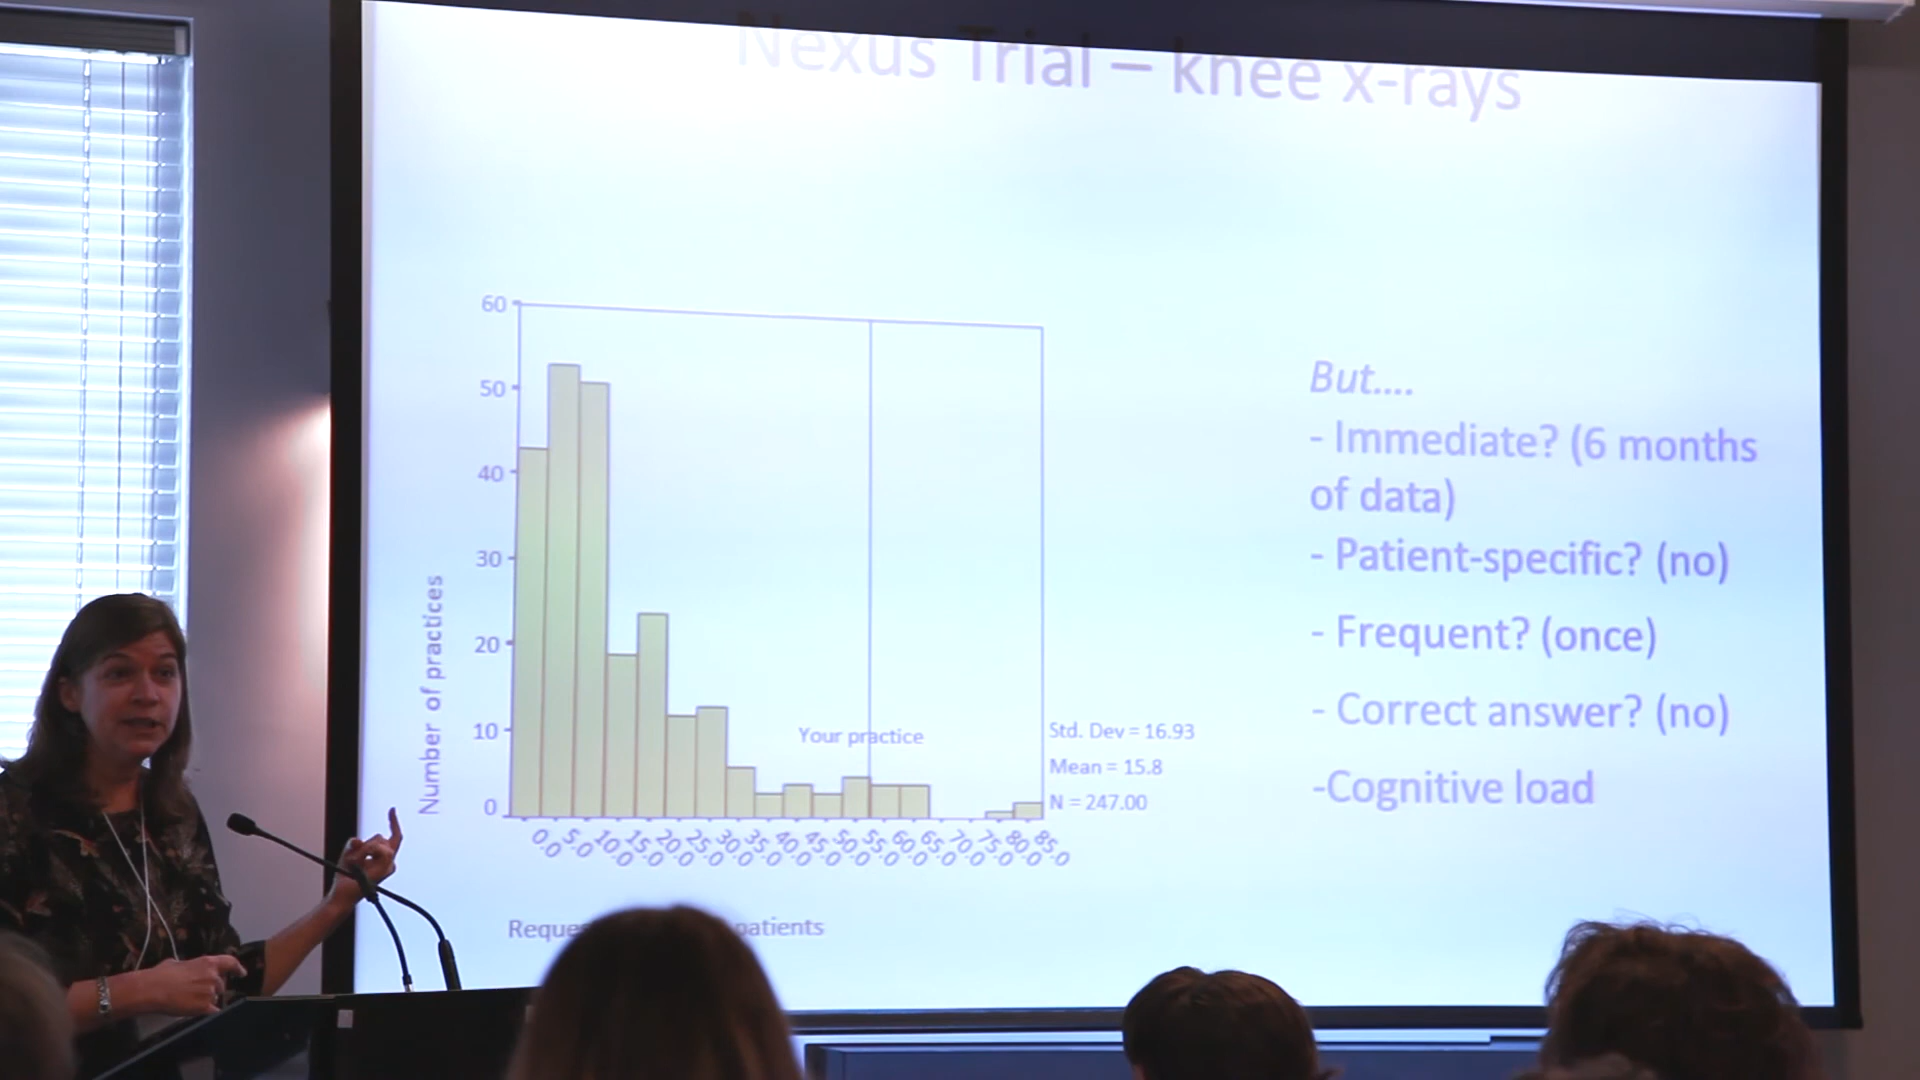 Nexus Trial – knee x-rays
60
50
40
30
20
10
0
Number of practices
Your practice
Std. Dev = 16.93
Mean = 15.8
N = 247.00
0.0 5.0 10.0 15.0 20.0 25.0 30.0 35.0 40.0 45.0 50.0 55.0 60.0 65.0 70.0 75.0 80.0 85.0
patients
But....
- Immediate? (6 months
of data)
- Patient-specific? (no)
- Frequent? (once)
- Correct answer? (no)
-Cognitive load